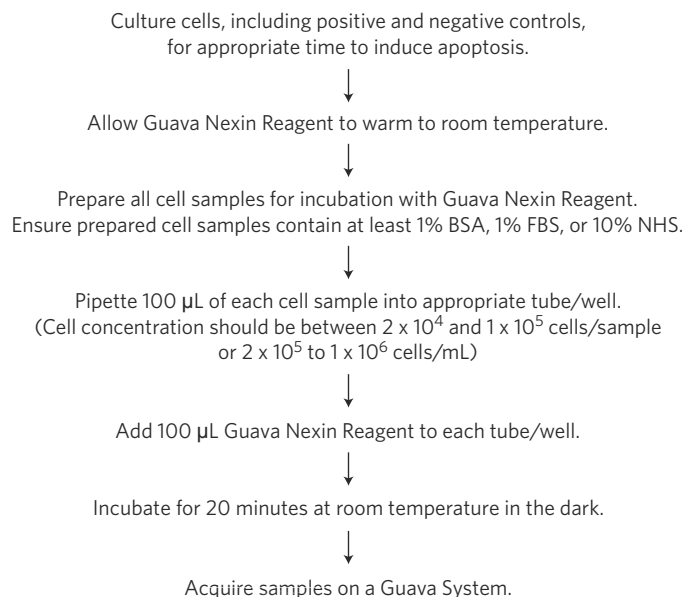 Culture cells, including positive and negative controls,
for appropriate time to induce apoptosis.
Allow Guava Nexin Reagent to warm to room temperature.
Prepare all cell samples for incubation with Guava Nexin Reagent.
Ensure prepared cell samples contain at least 1% BSA, 1% FBS, or 10% NHS.
Pipette 100 µL of each cell sample into appropriate tube/well.
(Cell concentration should be between 2 x 10⁴ and 1 x 10⁵ cells/sample
or 2 x 10⁵ to 1 x 10⁶ cells/mL)
Add 100 µL Guava Nexin Reagent to each tube/well.
Incubate for 20 minutes at room temperature in the dark.
Acquire samples on a Guava System.